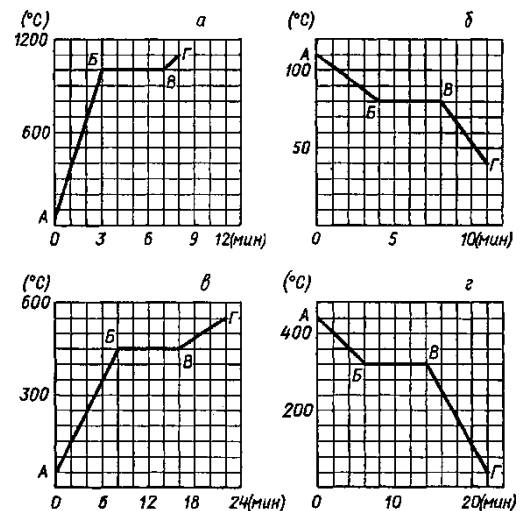 (°C) а
1200
Б Г
В
600
А
0 3 6 9 12(мин)
(°C) б
А
100
Б В
50
Г
0 5 10(мин)
(°C) в
600
Б Г
В
300
А
0 6 12 18 24(мин)
(°C) г
А
400
Б В
200
Г
0 10 20(мин)